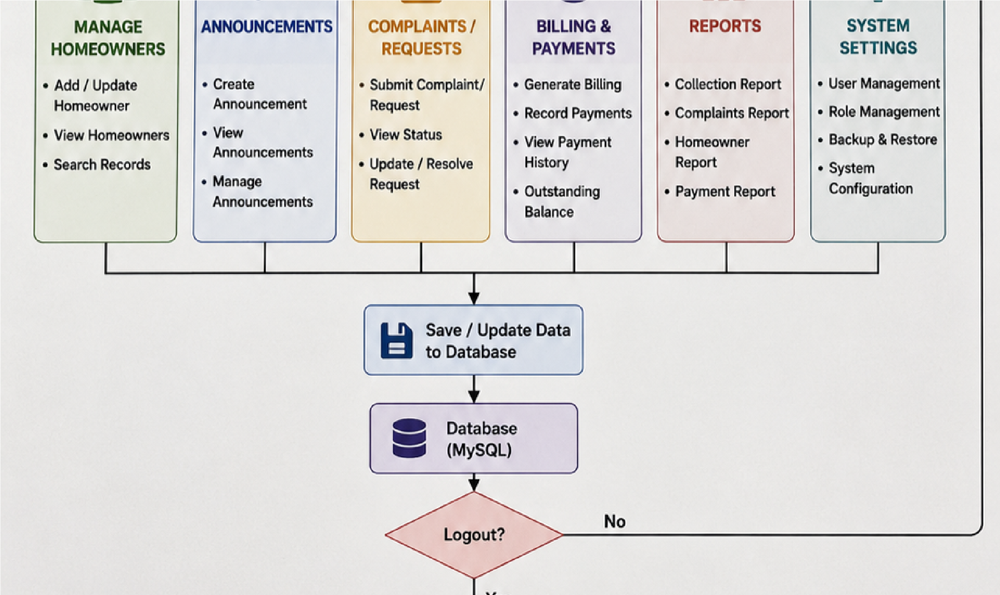 MANAGE
HOMEOWNERS
• Add / Update
Homeowner
• View Homeowners
• Search Records
ANNOUNCEMENTS
• Create
Announcement
• View
Announcements
• Manage
Announcements
COMPLAINTS /
REQUESTS
• Submit Complaint/
Request
• View Status
• Update / Resolve
Request
BILLING &
PAYMENTS
• Generate Billing
• Record Payments
• View Payment
History
• Outstanding
Balance
REPORTS
• Collection Report
• Complaints Report
• Homeowner
Report
• Payment Report
SYSTEM
SETTINGS
• User Management
• Role Management
• Backup & Restore
• System
Configuration
Save / Update Data
to Database
Database
(MySQL)
Logout?
No